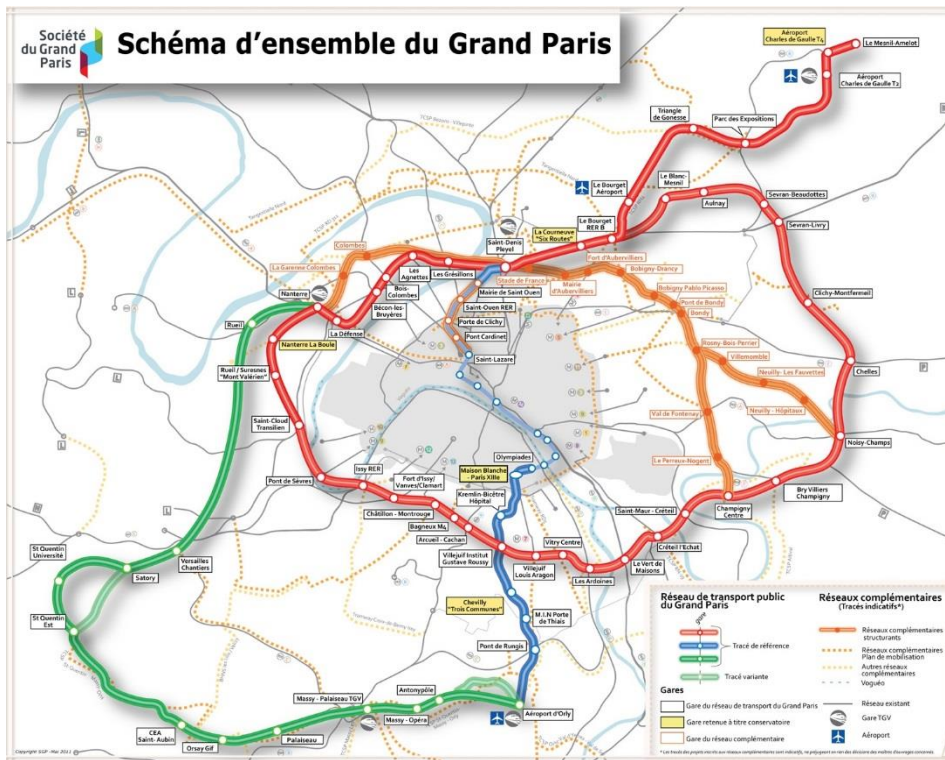 Société
du Grand
Paris
Schéma d'ensemble du Grand Paris
Aéroport
Charles de Gaulle T4
Le Mesnil-Amelot
Aéroport
Charles de Gaulle T2
Triangle
de Gonesse
Parc des Expositions
Le Bourget
Aéroport
Le Blanc-
Mesnil
Aulnay
Sevran-Beaudottes
Sevran-Livry
La Courneuve
"Six Routes"
Le Bourget
RER B
Saint-Denis
Pleyel
Colombes
La Garenne Colombes
Les
Agnettes
Les Grésillons
Stade de France
Mairie
d'Aubervilliers
Fort d'Aubervilliers
Bobigny-Drancy
Bobigny Pablo Picasso
Pont de Bondy
Bondy
Nanterre
Bois-
Colombes
Bécon-les
Bruyères
La Défense
Mairie de Saint Ouen
Saint-Ouen RER
Porte de Clichy
Pont Cardinet
Saint-Lazare
Clichy-Montfermeil
Rueil
Nanterre La Boule
Rosny-Bois-Perrier
Villemomble
Neuilly- Les Fauvettes
Neuilly - Hôpitaux
Chelles
Rueil / Suresnes
"Mont Valérien"
Val de Fontenay
Saint-Cloud
Transilien
Le Perreux-Nogent
Noisy-Champs
Issy RER
Olympiades
Pont de Sèvres
Fort d'Issy/
Vanves/Clamart
Maison Blanche
- Paris XIIIe
Bry Villiers
Champigny
Kremlin-Bicêtre
Hôpital
Saint-Maur - Créteil
Champigny
Centre
Châtillon - Montrouge
Bagneux M4
Arcueil - Cachan
Vitry Centre
Créteil l'Echat
Villejuif Institut
Gustave Roussy
Villejuif
Louis Aragon
Le Vert de
Maisons
Les Ardoines
St Quentin
Université
Satory
Versailles
Chantiers
Chevilly
"Trois Communes"
M.I.N Porte
de Thiais
St Quentin
Est
Pont de Rungis
Massy - Palaiseau TGV
Antonypôle
Massy - Opéra
Aéroport d'Orly
CEA
Saint- Aubin
Orsay Gif
Palaiseau
Réseau de transport public
du Grand Paris
gare
Tracé de référence
Tracé variante
Gares
Gare du réseau de transport du Grand Paris
Gare retenue à titre conservatoire
Gare du réseau complémentaire
Réseaux complémentaires
(Tracés indicatifs*)
Réseaux complémentaires
structurants
Réseaux complémentaires
Plan de mobilisation
Autres réseaux
complémentaires
Voguéo
Réseau existant
Gare TGV
Aéroport
Copyright SGP - Mai 2011